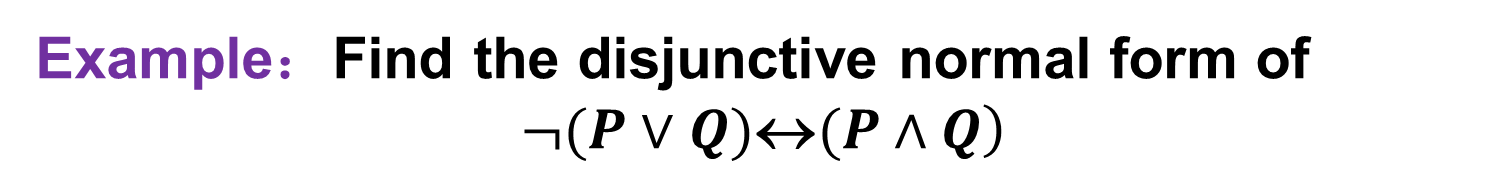 Example： Find the disjunctive normal form of
¬(P ∨ Q)↔(P ∧ Q)